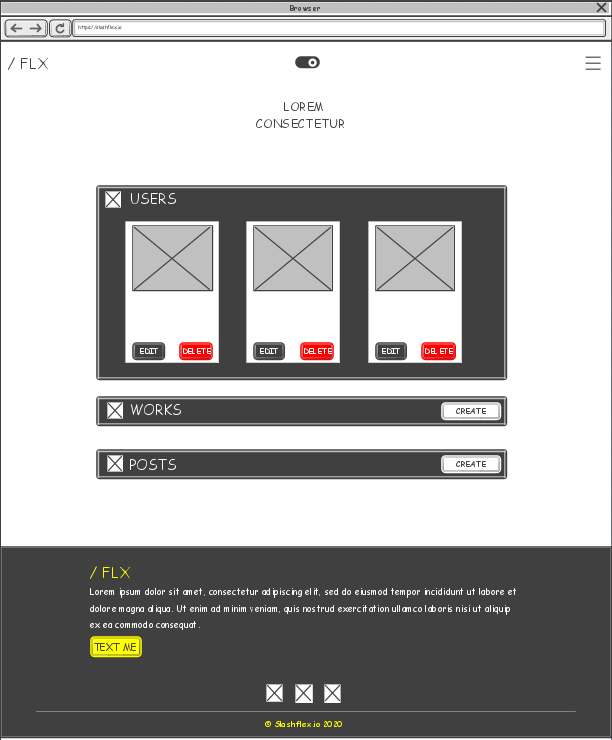 Browser
https://slashflex.io
/ FLX
LOREM
CONSECTETUR
USERS
EDIT DELETE EDIT DELETE EDIT DELETE
WORKS CREATE
POSTS CREATE
/ FLX
Lorem ipsum dolor sit amet, consectetur adipiscing elit, sed do eiusmod tempor incididunt ut labore et
dolore magna aliqua. Ut enim ad minim veniam, quis nostrud exercitation ullamco laboris nisi ut aliquip
ex ea commodo consequat.
TEXT ME
© Slashflex.io 2020